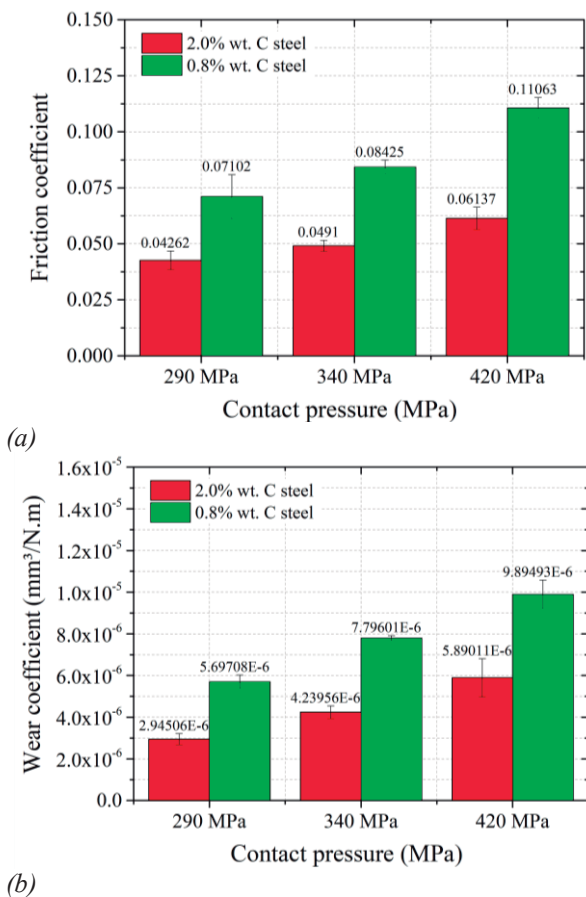 0.150
2.0% wt. C steel
0.8% wt. C steel
0.125
0.11063
0.100
0.08425
0.07102
0.075
0.06137
0.0491
0.04262
0.050
0.025
0.000
Friction coefficient
290 MPa 340 MPa 420 MPa
Contact pressure (MPa)
(a)
1.6x10⁻⁵
2.0% wt. C steel
0.8% wt. C steel
1.4x10⁻⁵
1.2x10⁻⁵
9.89493E-6
1.0x10⁻⁵
7.79601E-6
8.0x10⁻⁶
5.69708E-6
5.89011E-6
6.0x10⁻⁶
4.23956E-6
4.0x10⁻⁶
2.94506E-6
2.0x10⁻⁶
0.0
Wear coefficient (mm³/N.m)
290 MPa 340 MPa 420 MPa
Contact pressure (MPa)
(b)